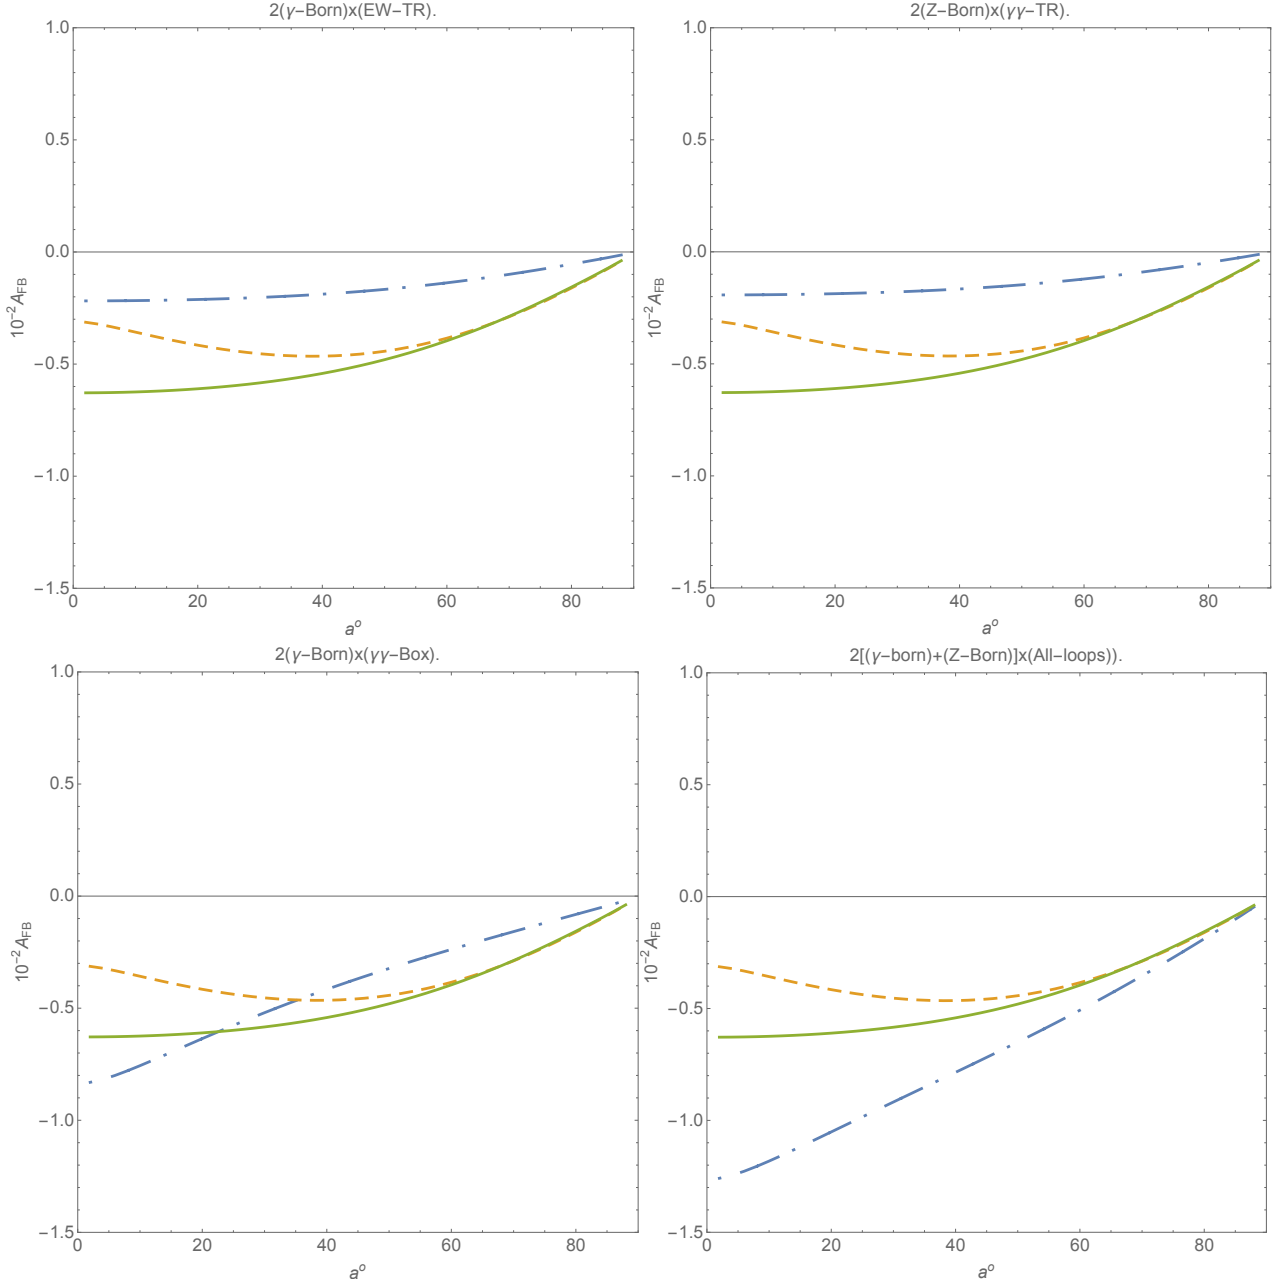 2(γ−Born)x(EW−TR).
1.0
0.5
0.0
−0.5
−1.0
−1.5
10⁻² A_FB
0 20 40 60 80
a°
2(Z−Born)x(γγ−TR).
1.0
0.5
0.0
−0.5
−1.0
−1.5
10⁻² A_FB
0 20 40 60 80
a°
2(γ−Born)x(γγ−Box).
1.0
0.5
0.0
−0.5
−1.0
−1.5
10⁻² A_FB
0 20 40 60 80
a°
2[(γ−born)+(Z−Born)]x(All−loops)).
1.0
0.5
0.0
−0.5
−1.0
−1.5
10⁻² A_FB
0 20 40 60 80
a°